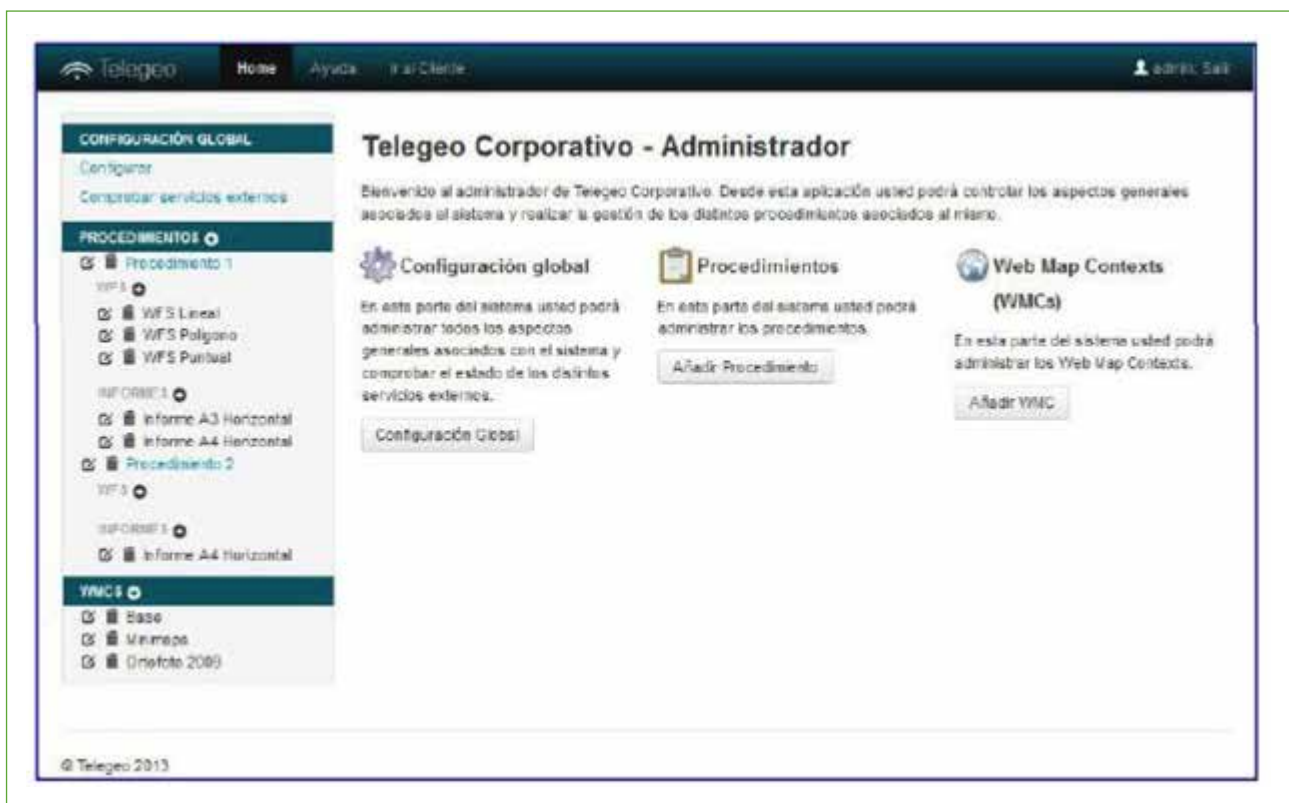 Telegeo
Home
Ayuda
Ir al Cliente
admin, Salir
CONFIGURACIÓN GLOBAL
Configurar
Comprobar servicios externos
PROCEDIMIENTOS
Procedimiento 1
WFS
WFS Lineal
WFS Poligono
WFS Puntual
INFORMES
Informe A3 Horizontal
Informe A4 Horizontal
Procedimiento 2
WFS
INFORMES
Informe A4 Horizontal
WMCS
Base
Minimapa
Ortofoto 2009
Telegeo Corporativo - Administrador
Bienvenido al administrador de Telegeo Corporativo. Desde esta aplicación usted podrá controlar los aspectos generales
asociados al sistema y realizar la gestión de los distintos procedimientos asociados al mismo.
Configuración global
En esta parte del sistema usted podrá
administrar todos los aspectos
generales asociados con el sistema y
comprobar el estado de los distintos
servicios externos.
Configuración Global
Procedimientos
En esta parte del sistema usted podrá
administrar los procedimientos.
Añadir Procedimiento
Web Map Contexts
(WMCs)
En esta parte del sistema usted podrá
administrar los Web Map Contexts.
Añadir WMC
© Telegeo 2013